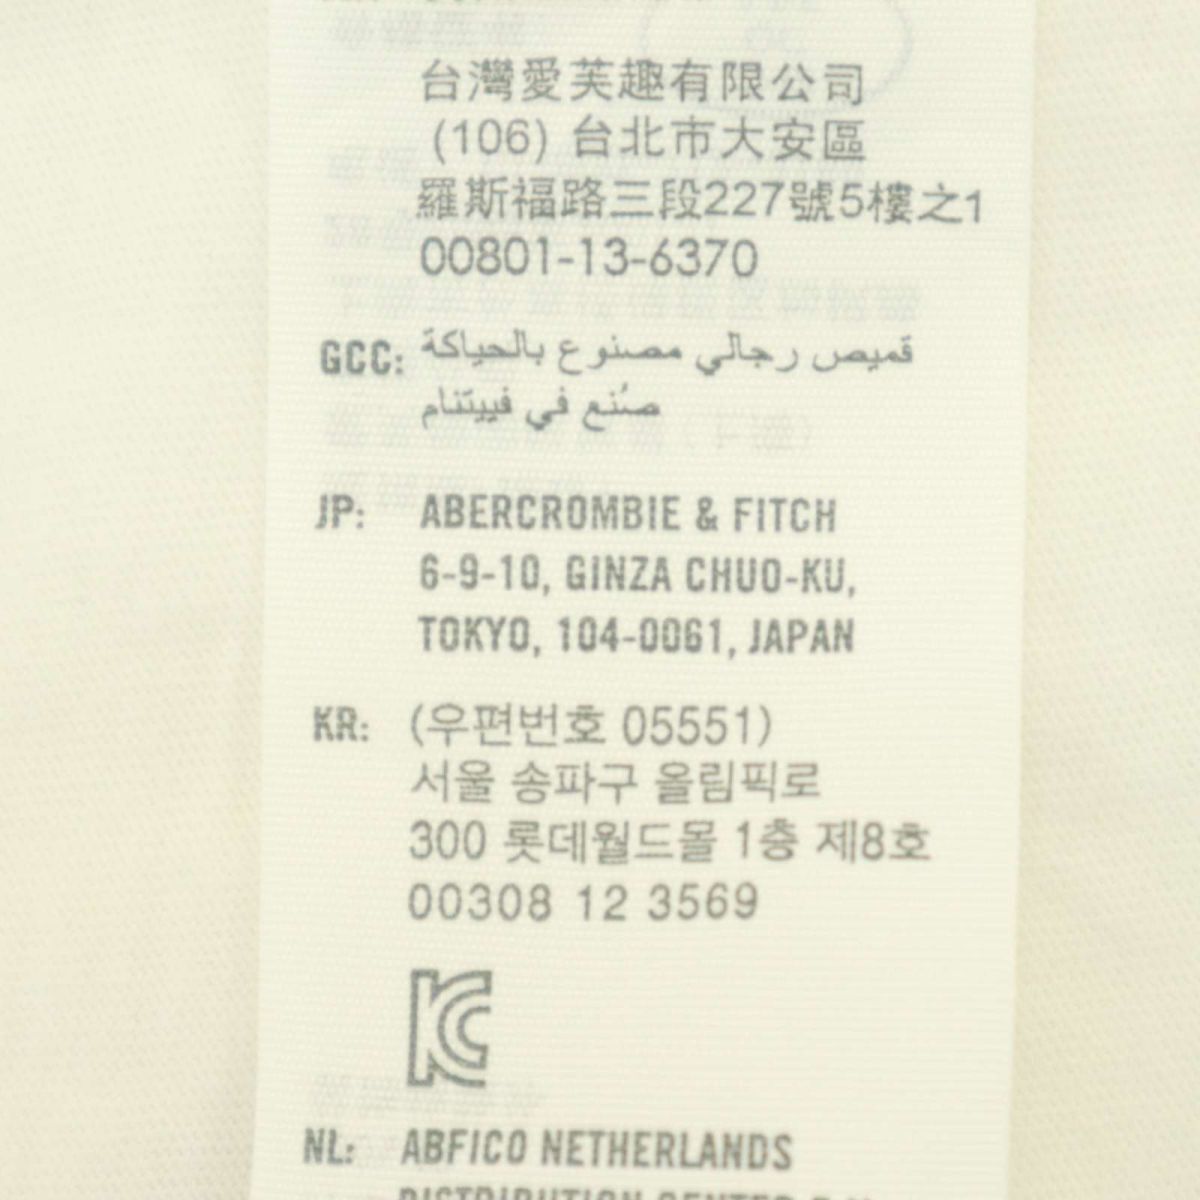 台灣愛芙趣有限公司
(106) 台北市大安區
羅斯福路三段227號5樓之1
00801-13-6370
GCC: قميص رجالي مصنوع بالحياكة
صُنع في فييتنام
JP: ABERCROMBIE & FITCH
6-9-10, GINZA CHUO-KU,
TOKYO, 104-0061, JAPAN
KR: (우편번호 05551)
서울 송파구 올림픽로
300 롯데월드몰 1층 제8호
00308 12 3569
KC
NL: ABFICO NETHERLANDS
DISTRIBUTION CENTER B.V.